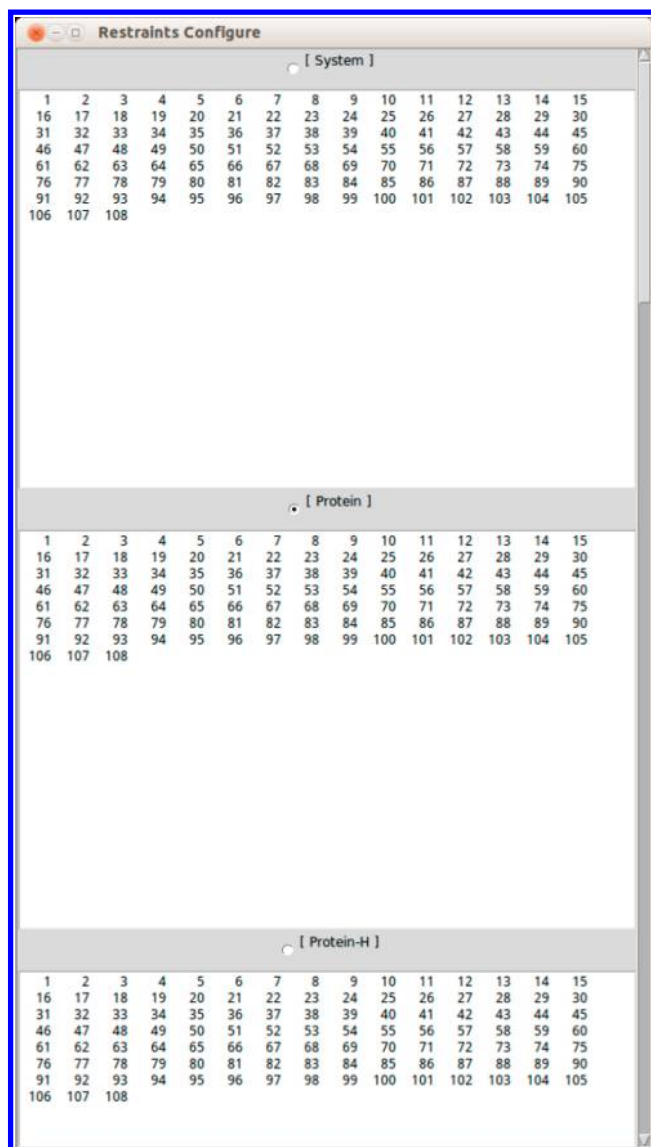 Restraints Configure
[ System ]
1 2 3 4 5 6 7 8 9 10 11 12 13 14 15
16 17 18 19 20 21 22 23 24 25 26 27 28 29 30
31 32 33 34 35 36 37 38 39 40 41 42 43 44 45
46 47 48 49 50 51 52 53 54 55 56 57 58 59 60
61 62 63 64 65 66 67 68 69 70 71 72 73 74 75
76 77 78 79 80 81 82 83 84 85 86 87 88 89 90
91 92 93 94 95 96 97 98 99 100 101 102 103 104 105
106 107 108
[ Protein ]
1 2 3 4 5 6 7 8 9 10 11 12 13 14 15
16 17 18 19 20 21 22 23 24 25 26 27 28 29 30
31 32 33 34 35 36 37 38 39 40 41 42 43 44 45
46 47 48 49 50 51 52 53 54 55 56 57 58 59 60
61 62 63 64 65 66 67 68 69 70 71 72 73 74 75
76 77 78 79 80 81 82 83 84 85 86 87 88 89 90
91 92 93 94 95 96 97 98 99 100 101 102 103 104 105
106 107 108
[ Protein-H ]
1 2 3 4 5 6 7 8 9 10 11 12 13 14 15
16 17 18 19 20 21 22 23 24 25 26 27 28 29 30
31 32 33 34 35 36 37 38 39 40 41 42 43 44 45
46 47 48 49 50 51 52 53 54 55 56 57 58 59 60
61 62 63 64 65 66 67 68 69 70 71 72 73 74 75
76 77 78 79 80 81 82 83 84 85 86 87 88 89 90
91 92 93 94 95 96 97 98 99 100 101 102 103 104 105
106 107 108